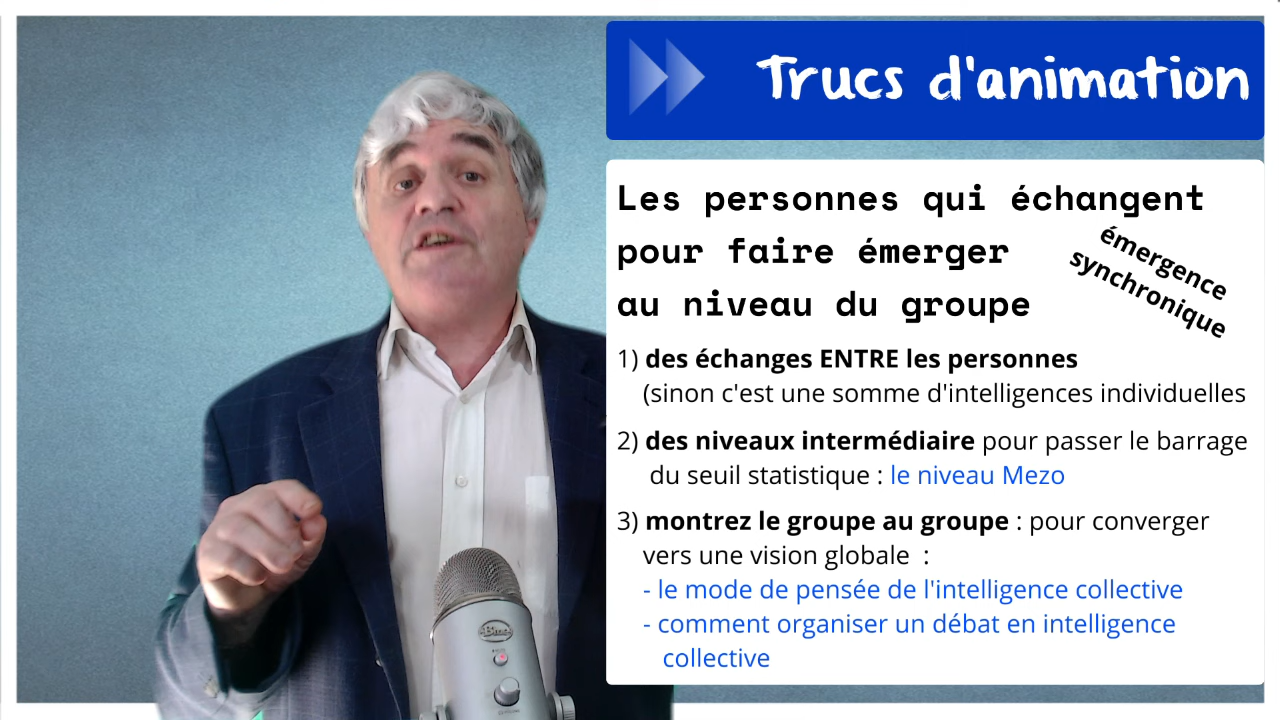 Trucs d'animation
Les personnes qui échangent
pour faire émerger
au niveau du groupe
émergence
synchronique
1) des échanges ENTRE les personnes
(sinon c'est une somme d'intelligences individuelles
2) des niveaux intermédiaire pour passer le barrage
du seuil statistique : le niveau Mezo
3) montrez le groupe au groupe : pour converger
vers une vision globale :
- le mode de pensée de l'intelligence collective
- comment organiser un débat en intelligence
collective
Blue